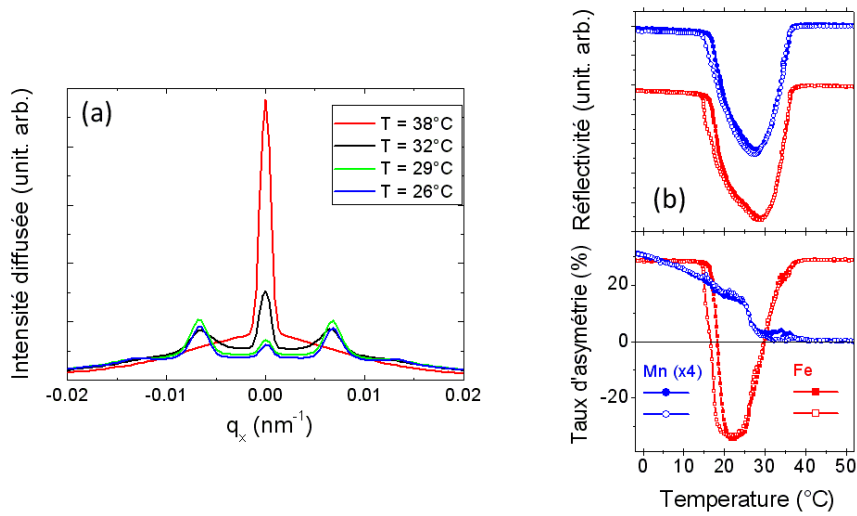 (a)
Intensité diffusée (unit. arb.)
T = 38°C
T = 32°C
T = 29°C
T = 26°C
-0.02 -0.01 0.00 0.01 0.02
qx (nm-1)
(b)
Réflectivité (unit. arb.)
Taux d'asymétrie (%)
20
0
-20
Mn (x4)
Fe
0 10 20 30 40 50
Temperature (°C)